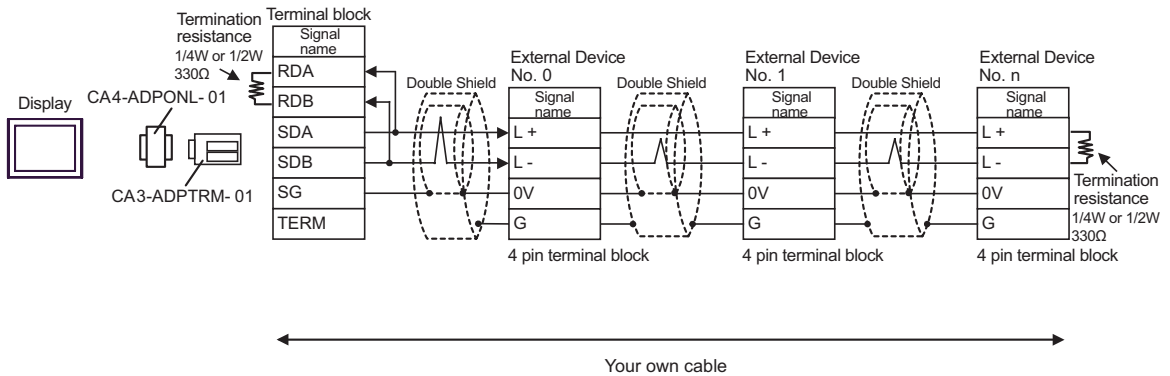 Termination
resistance
1/4W or 1/2W
330Ω
Terminal block
Signal
name
RDA
RDB
SDA
SDB
SG
TERM
Display
CA4-ADPONL- 01
CA3-ADPTRM- 01
Double Shield
External Device
No. 0
Signal
name
L +
L -
0V
G
4 pin terminal block
Double Shield
External Device
No. 1
Signal
name
L +
L -
0V
G
4 pin terminal block
Double Shield
External Device
No. n
Signal
name
L +
L -
0V
G
4 pin terminal block
Termination
resistance
1/4W or 1/2W
330Ω
Your own cable